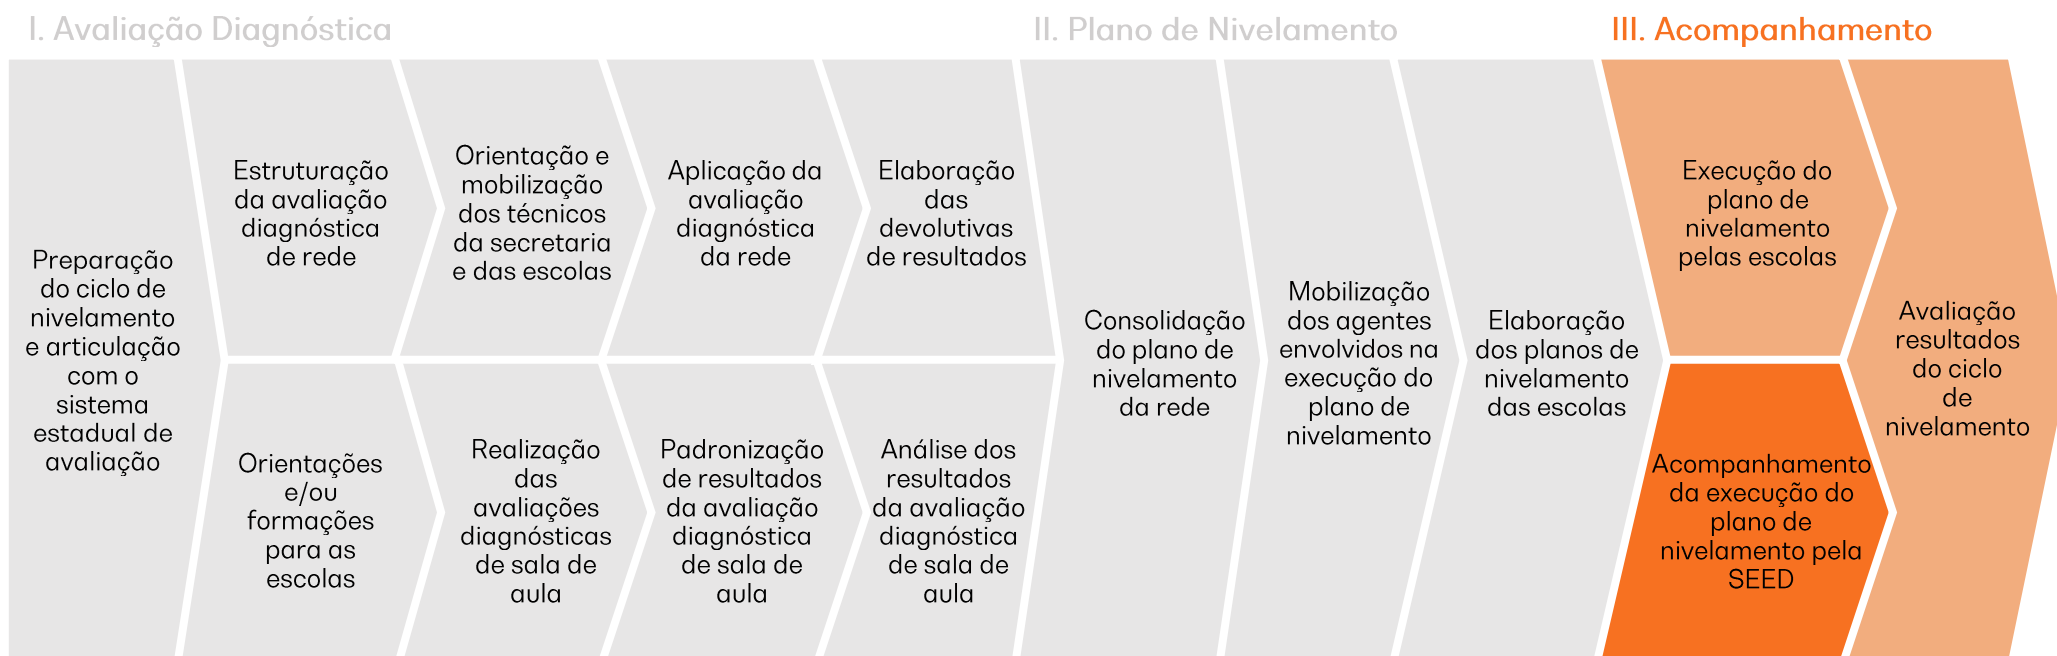 I. Avaliação Diagnóstica
II. Plano de Nivelamento
III. Acompanhamento
Preparação
do ciclo de
nivelamento
e articulação
com o
sistema
estadual de
avaliação
Estruturação
da avaliação
diagnóstica
de rede
Orientação e
mobilização
dos técnicos
da secretaria
e das escolas
Aplicação da
avaliação
diagnóstica
da rede
Elaboração
das
devolutivas
de resultados
Orientações
e/ou
formações
para as
escolas
Realização
das
avaliações
diagnósticas
de sala de
aula
Padronização
de resultados
da avaliação
diagnóstica
de sala de
aula
Análise dos
resultados
da avaliação
diagnóstica
de sala de
aula
Consolidação
do plano de
nivelamento
da rede
Mobilização
dos agentes
envolvidos na
execução do
plano de
nivelamento
Elaboração
dos planos de
nivelamento
das escolas
Execução do
plano de
nivelamento
pelas escolas
Acompanhamento
da execução do
plano de
nivelamento pela
SEED
Avaliação
resultados
do ciclo
de
nivelamento